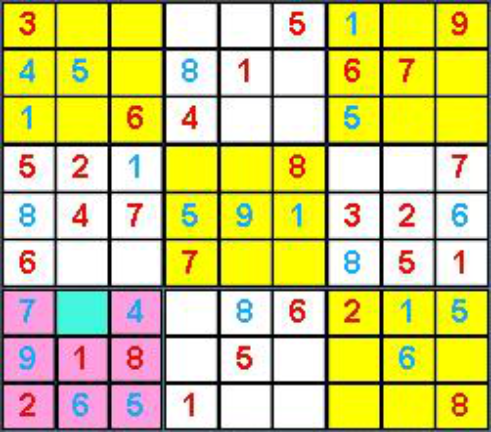 3 5 1 9
4 5 8 1 6 7
1 6 4 5
5 2 1 8 7
8 4 7 5 9 1 3 2 6
6 7 8 5 1
7 4 8 6 2 1 5
9 1 8 5 6
2 6 5 1 8